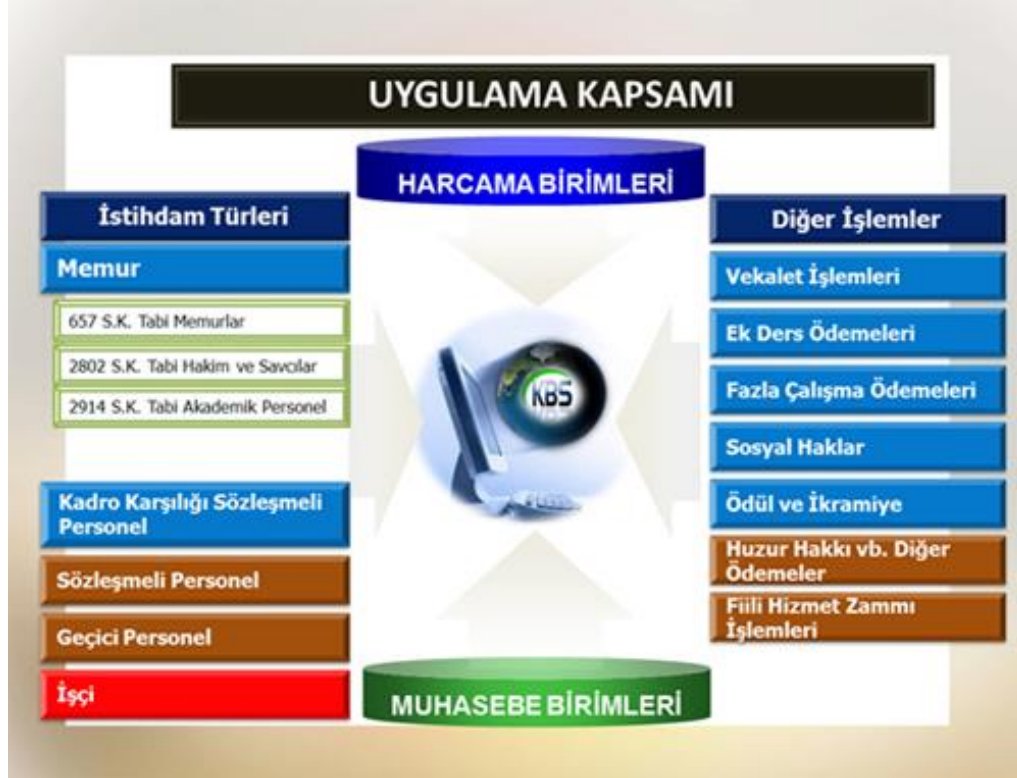 UYGULAMA KAPSAMI
HARCAMA BİRİMLERİ
İstihdam Türleri
Memur
657 S.K. Tabi Memurlar
2802 S.K. Tabi Hakim ve Savcılar
2914 S.K. Tabi Akademik Personel
Kadro Karşılığı Sözleşmeli
Personel
Sözleşmeli Personel
Geçici Personel
İşçi
KBS
Diğer İşlemler
Vekalet İşlemleri
Ek Ders Ödemeleri
Fazla Çalışma Ödemeleri
Sosyal Haklar
Ödül ve İkramiye
Huzur Hakkı vb. Diğer
Ödemeler
Fiili Hizmet Zammı
İşlemleri
MUHASEBE BİRİMLERİ